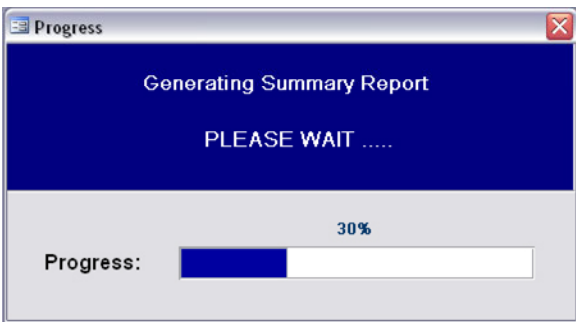 Progress
Generating Summary Report
PLEASE WAIT .....
30%
Progress: